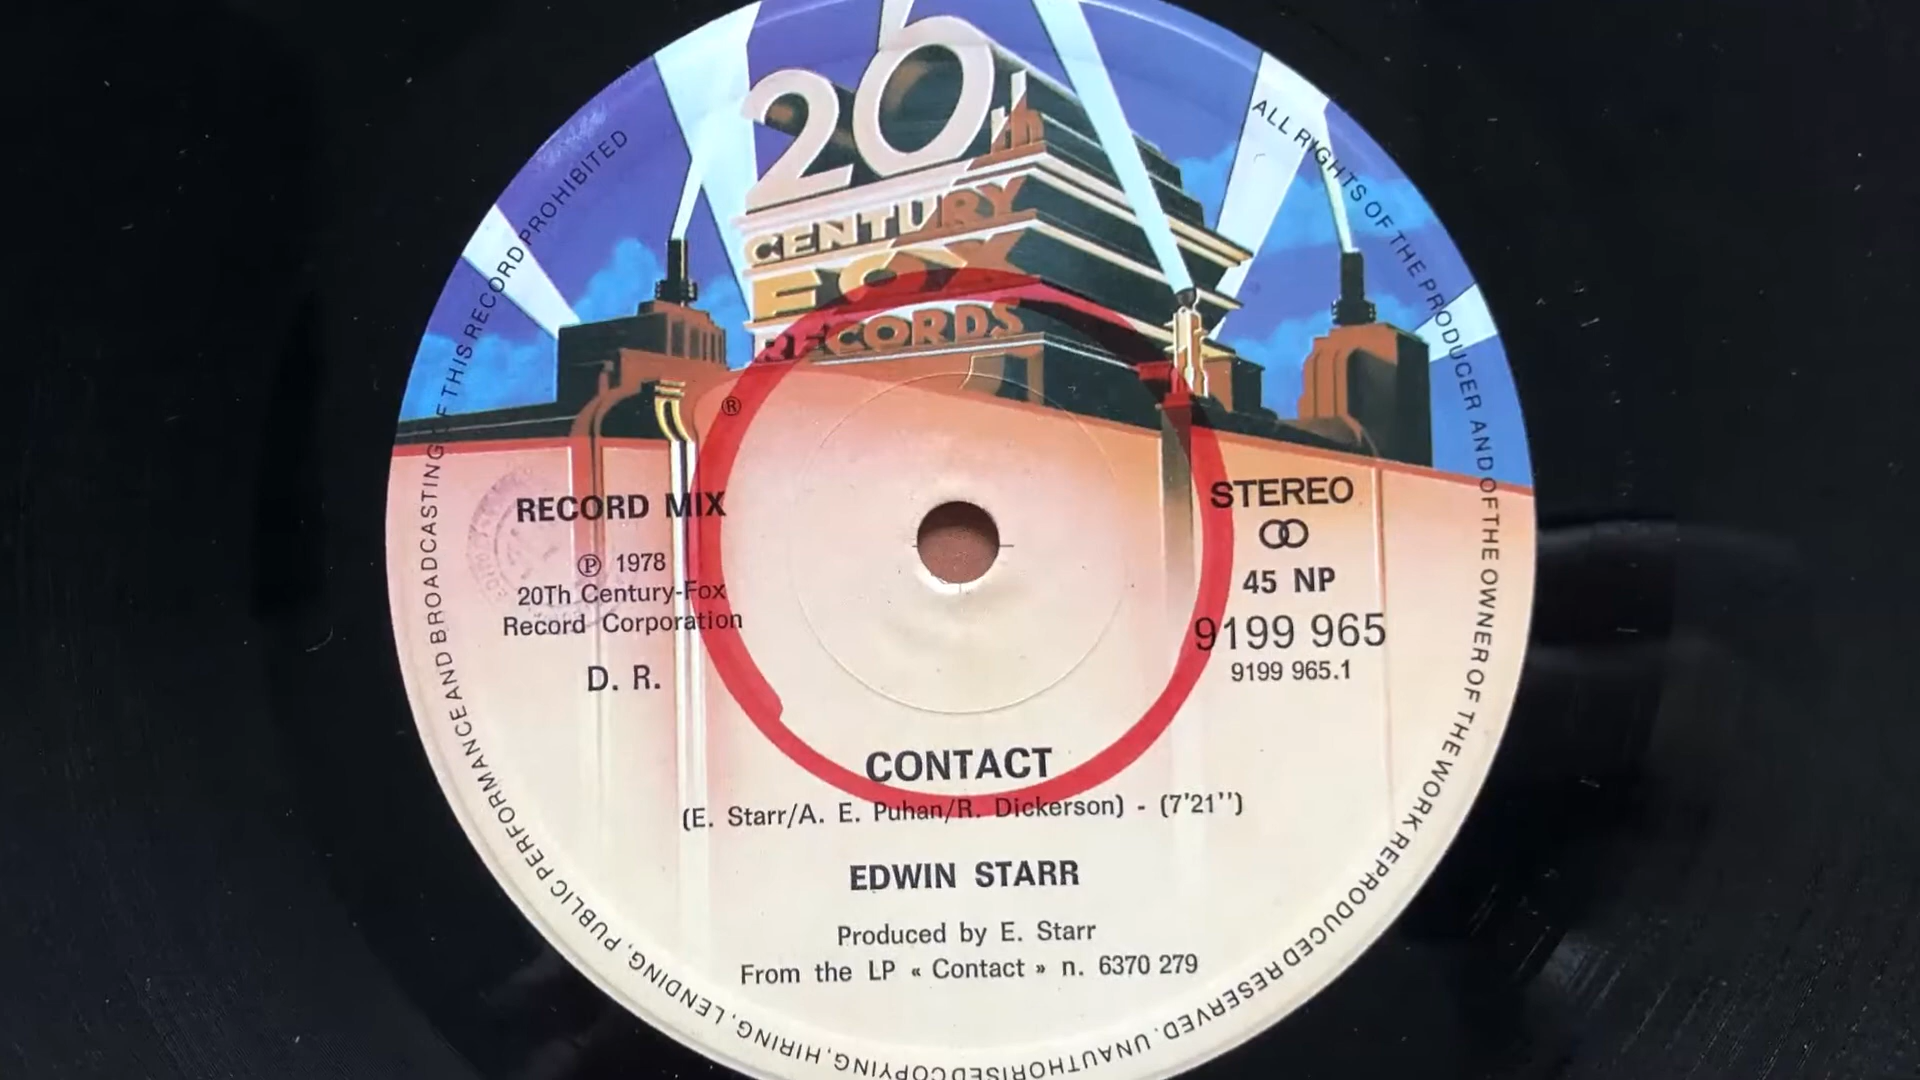 20th
CENTURY
FOX
RECORDS
®
RECORD MIX
℗ 1978
20Th Century-Fox
Record Corporation
D. R.
STEREO
45 NP
9199 965
9199 965.1
CONTACT
(E. Starr/A. E. Puhan/R. Dickerson) - (7'21'')
EDWIN STARR
Produced by E. Starr
From the LP « Contact » n. 6370 279
ALL RIGHTS OF THE PRODUCER AND OF THE OWNER OF THE WORK REPRODUCED RESERVED. UNAUTHORISED COPYING, HIRING, LENDING, PUBLIC PERFORMANCE AND BROADCASTING OF THIS RECORD PROHIBITED